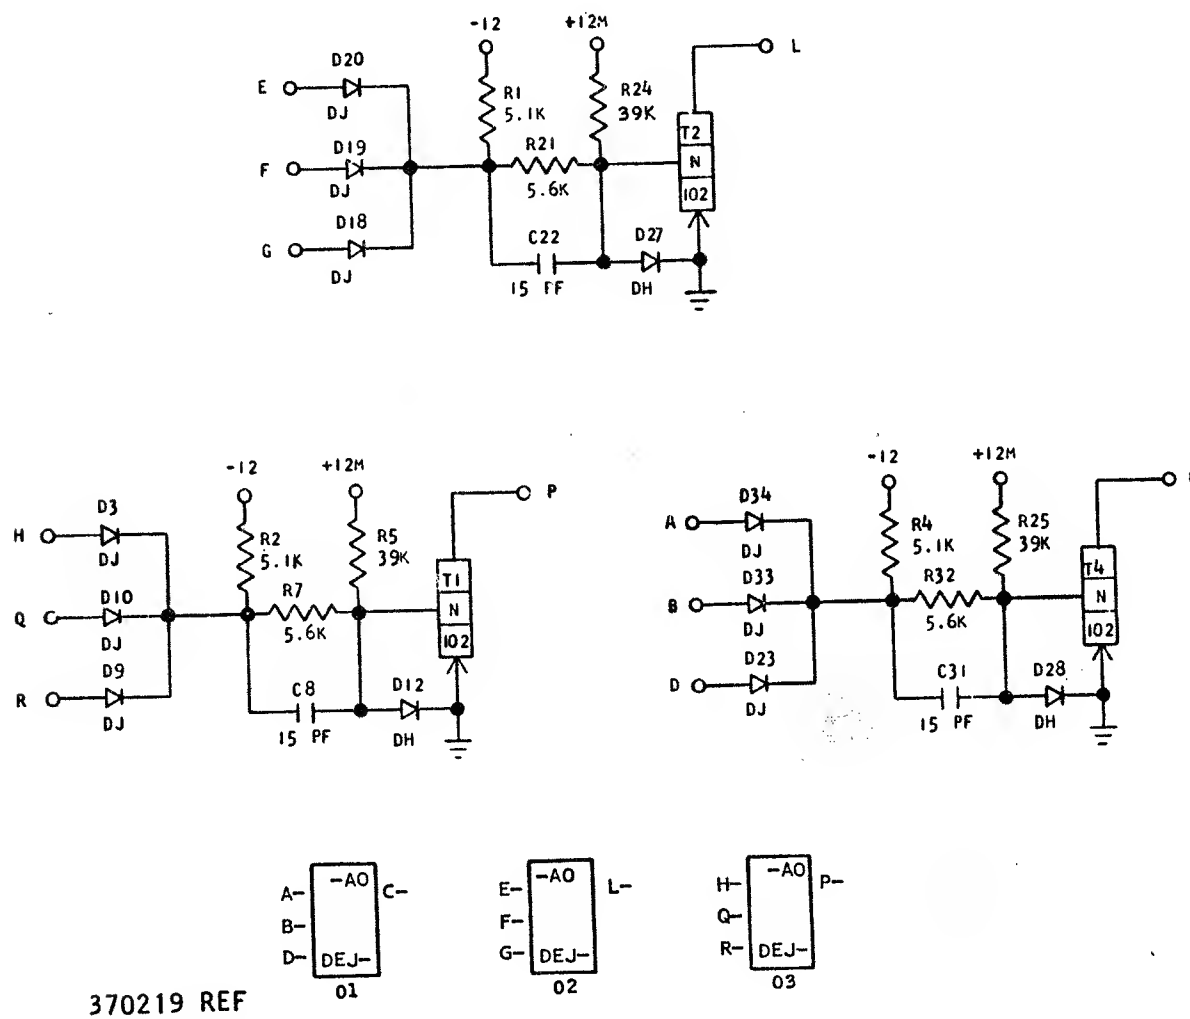 -12
+12M
L
D20
E
DJ
R1
5.1K
R24
39K
T2
N
102
D19
F
DJ
R21
5.6K
D18
G
DJ
C22
15 PF
D27
DH
-12
+12M
P
D3
H
DJ
R2
5.1K
R5
39K
T1
N
102
D10
Q
DJ
R7
5.6K
D9
R
DJ
C8
15 PF
D12
DH
-12
+12M
D34
A
DJ
R4
5.1K
R25
39K
T4
N
102
D33
B
DJ
R32
5.6K
D23
D
DJ
C31
15 PF
D28
DH
-AO
A-
C-
B-
D-
DEJ-
01
-AO
E-
L-
F-
G-
DEJ-
02
-AO
H-
P-
Q-
R-
DEJ-
03
370219 REF